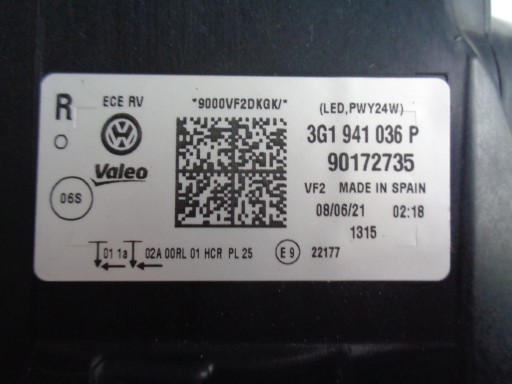 R ECE RV "9000VF2DKGK/" (LED,PWY24W)
3G1 941 036 P
Valeo 90172735
06S VF2 MADE IN SPAIN
08/06/21 02:18
1315
01 1a 02A 00RL 01 HCR PL 25 E9 22177